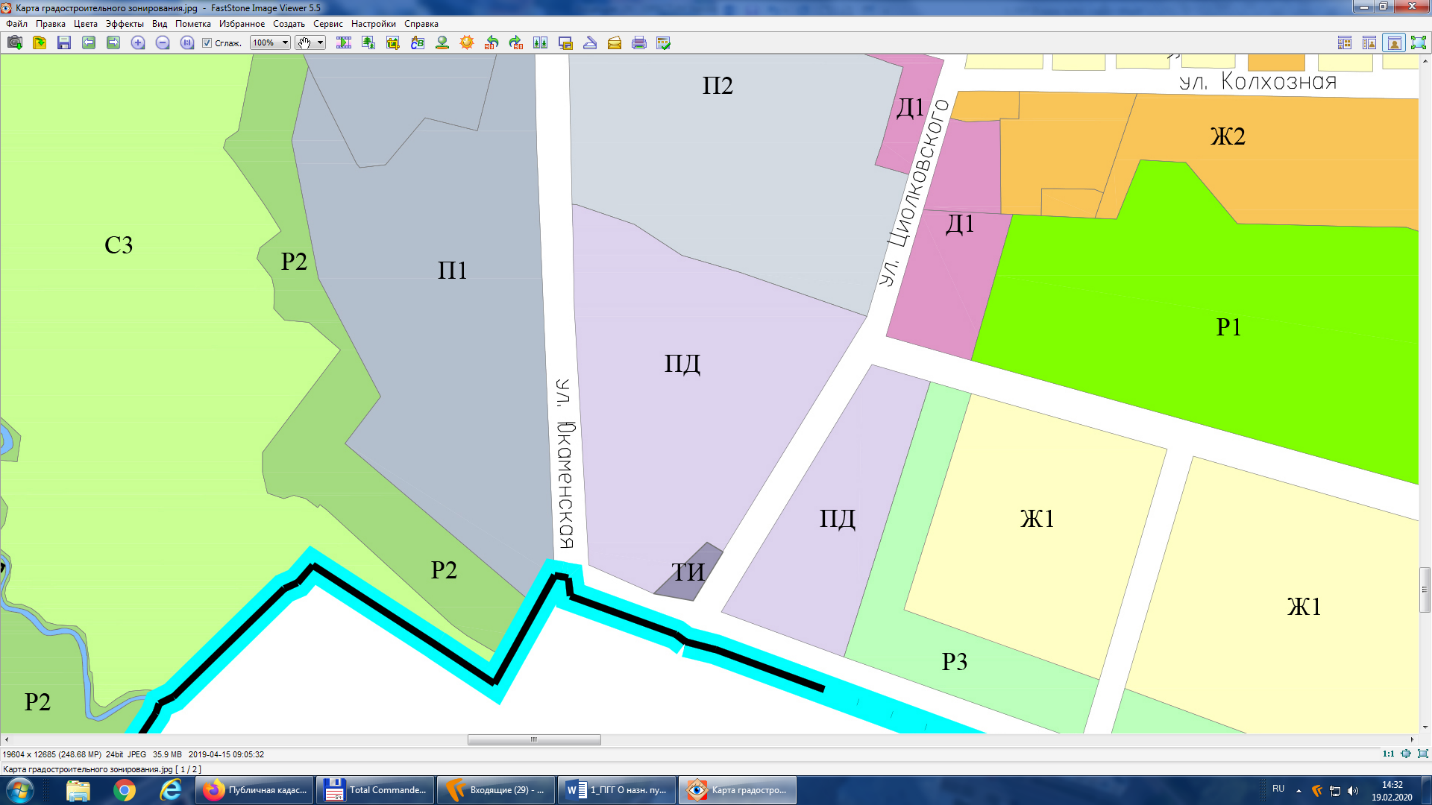 Карта градостроительного зонирования.jpg - FastStone Image Viewer 5.5
Файл Правка Цвета Эффекты Вид Пометка Избранное Создать Сервис Настройки Справка
Сглаж. 100%
ул. Колхозная
П2
Д1
Ж2
ул. Циолковского
С3
Р2
П1
Д1
Р1
ПД
ул. Юкаменская
ПД
Ж1
ТИ
Р2
Ж1
Р3
Р2
19604 x 12685 (248.68 MP) 24bit JPEG 35.9 MB 2019-04-15 09:05:32
1:1
Карта градостроительного зонирования.jpg [ 1 / 2 ]
Публичная кадас...
Total Commande...
Входящие (29) - ...
1_ПГГ О назн. пу...
Карта градостро...
RU
14:32
19.02.2020